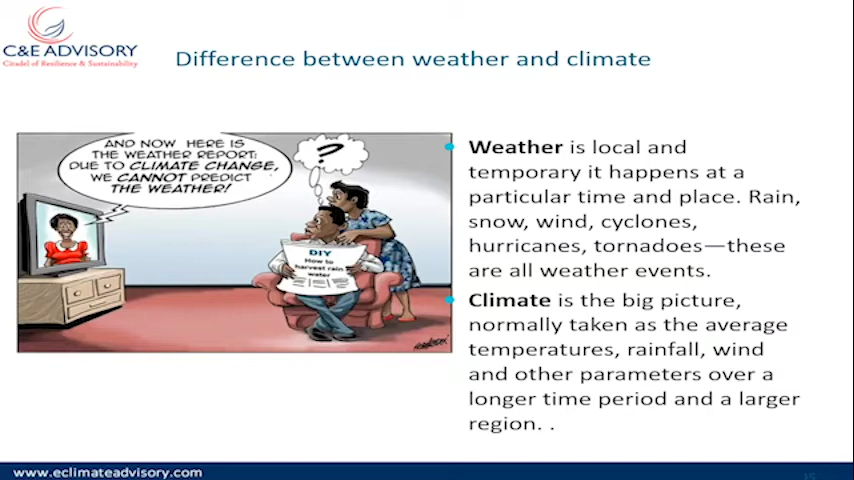 C&E ADVISORY
Citadel of Resilience & Sustainability
Difference between weather and climate
AND NOW HERE IS
THE WEATHER REPORT:
DUE TO CLIMATE CHANGE,
WE CANNOT PREDICT
THE WEATHER!
?
DIY
How to
harvest rain
water
Weather is local and
temporary it happens at a
particular time and place. Rain,
snow, wind, cyclones,
hurricanes, tornadoes—these
are all weather events.
Climate is the big picture,
normally taken as the average
temperatures, rainfall, wind
and other parameters over a
longer time period and a larger
region. .
www.eclimateadvisory.com
15